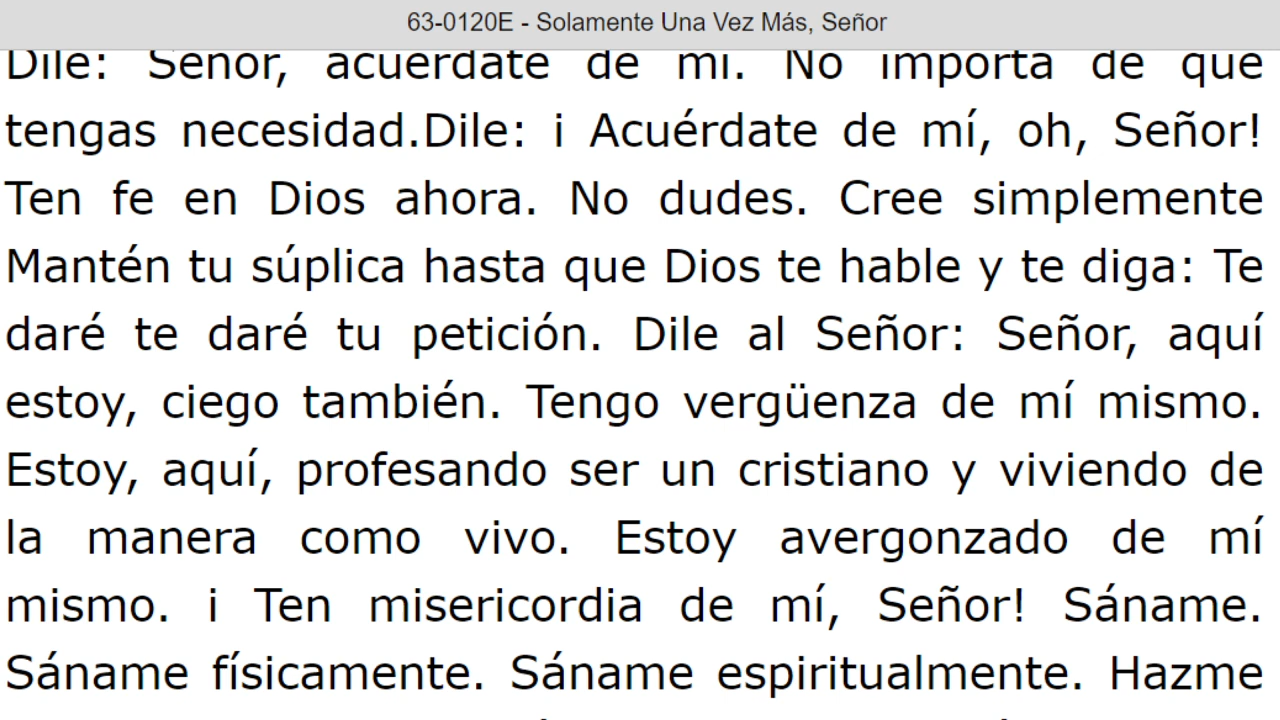 63-0120E - Solamente Una Vez Más, Señor
Dile: Señor, acuérdate de mí. No importa de qué
tengas necesidad.Dile: i Acuérdate de mí, oh, Señor!
Ten fe en Dios ahora. No dudes. Cree simplemente
Mantén tu súplica hasta que Dios te hable y te diga: Te
daré te daré tu petición. Dile al Señor: Señor, aquí
estoy, ciego también. Tengo vergüenza de mí mismo.
Estoy, aquí, profesando ser un cristiano y viviendo de
la manera como vivo. Estoy avergonzado de mí
mismo. i Ten misericordia de mí, Señor! Sáname.
Sáname físicamente. Sáname espiritualmente. Hazme